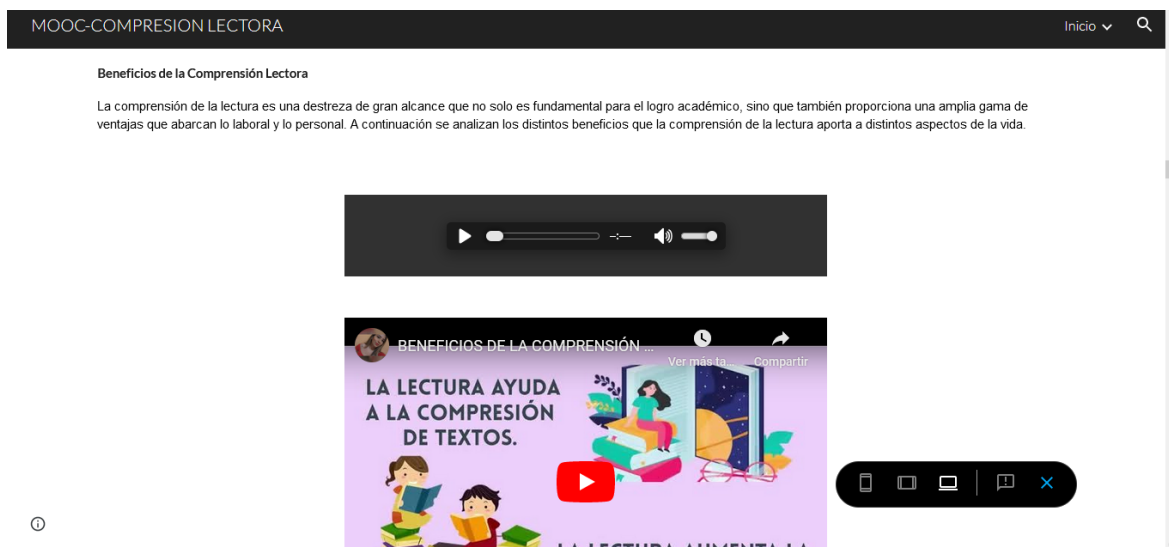 MOOC-COMPRESION LECTORA
Inicio
Beneficios de la Comprensión Lectora
La comprensión de la lectura es una destreza de gran alcance que no solo es fundamental para el logro académico, sino que también proporciona una amplia gama de
ventajas que abarcan lo laboral y lo personal. A continuación se analizan los distintos beneficios que la comprensión de la lectura aporta a distintos aspectos de la vida.
--:--
BENEFICIOS DE LA COMPRENSIÓN ...
Ver más ta...
Compartir
LA LECTURA AYUDA
A LA COMPRESIÓN
DE TEXTOS.
LA LECTURA AUMENTA LA